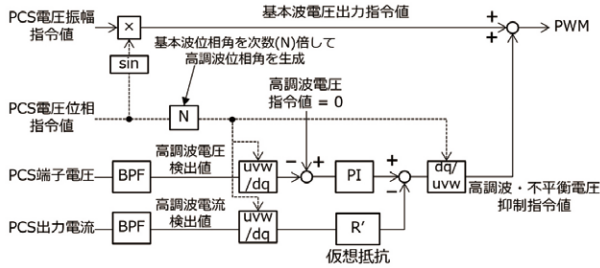 PCS電圧振幅
指令値
×
基本波電圧出力指令値
+
+
PWM
sin
基本波位相角を次数(N)倍して
高調波位相角を生成
高調波電圧
指令値 = 0
PCS電圧位相
指令値
N
PCS端子電圧
BPF
高調波電圧
検出値
uvw
/dq
−
+
PI
+
−
dq/
uvw
高調波・不平衡電圧
抑制指令値
PCS出力電流
BPF
高調波電流
検出値
uvw
/dq
R′
仮想抵抗